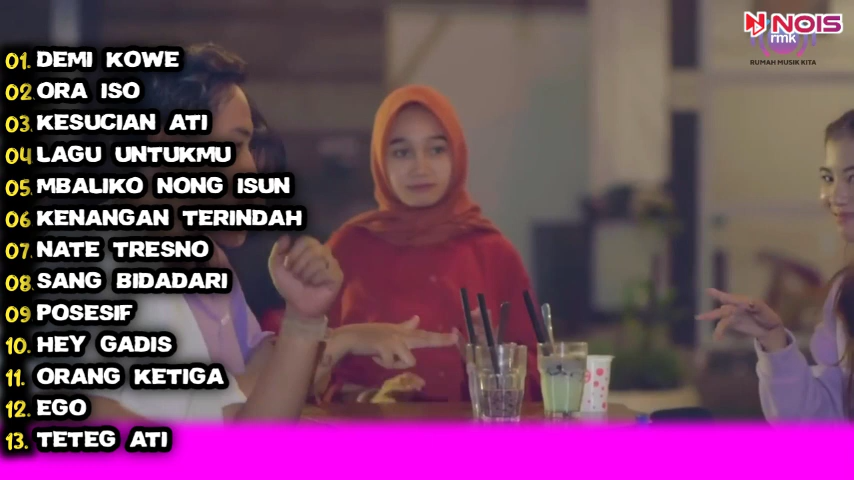 NOIS
rmk
RUMAH MUSIK KITA
01. DEMI KOWE
02. ORA ISO
03. KESUCIAN ATI
04 LAGU UNTUKMU
05. MBALIKO NONG ISUN
06 KENANGAN TERINDAH
07. NATE TRESNO
08. SANG BIDADARI
09 POSESIF
10. HEY GADIS
11. ORANG KETIGA
12. EGO
13. TETEG ATI